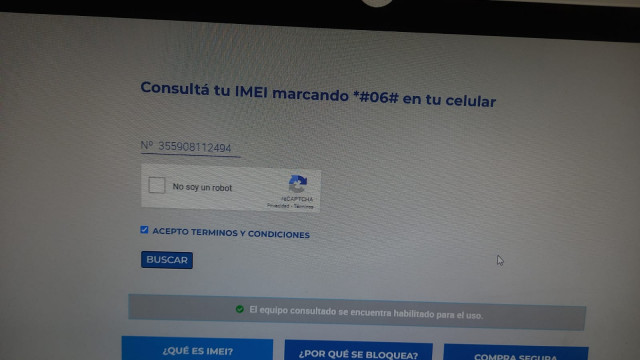 Consultá tu IMEI marcando *#06# en tu celular
Nº 355908112494
No soy un robot
reCAPTCHA
Privacidad - Términos
ACEPTO TERMINOS Y CONDICIONES
BUSCAR
El equipo consultado se encuentra habilitado para el uso.
¿QUÉ ES IMEI?
¿POR QUÉ SE BLOQUEA?
COMPRA SEGURA